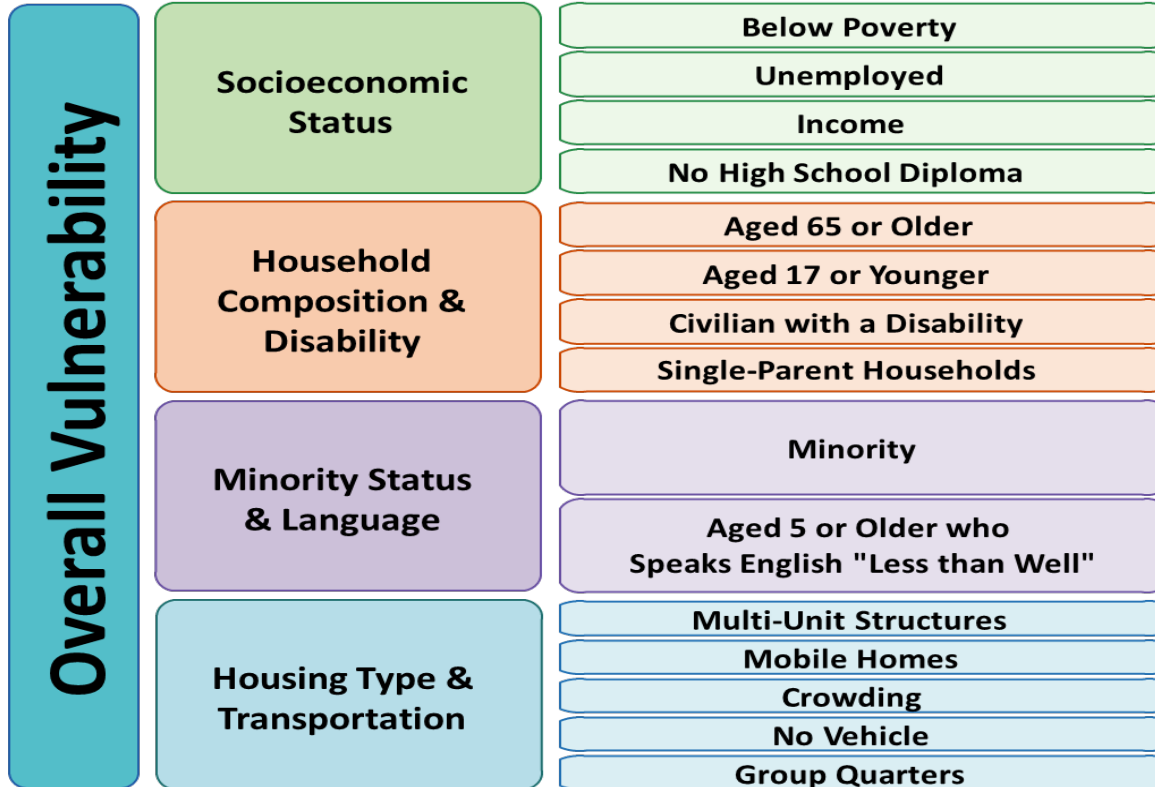 Overall Vulnerability
Socioeconomic
Status
Below Poverty
Unemployed
Income
No High School Diploma
Household
Composition &
Disability
Aged 65 or Older
Aged 17 or Younger
Civilian with a Disability
Single-Parent Households
Minority Status
& Language
Minority
Aged 5 or Older who
Speaks English "Less than Well"
Housing Type &
Transportation
Multi-Unit Structures
Mobile Homes
Crowding
No Vehicle
Group Quarters